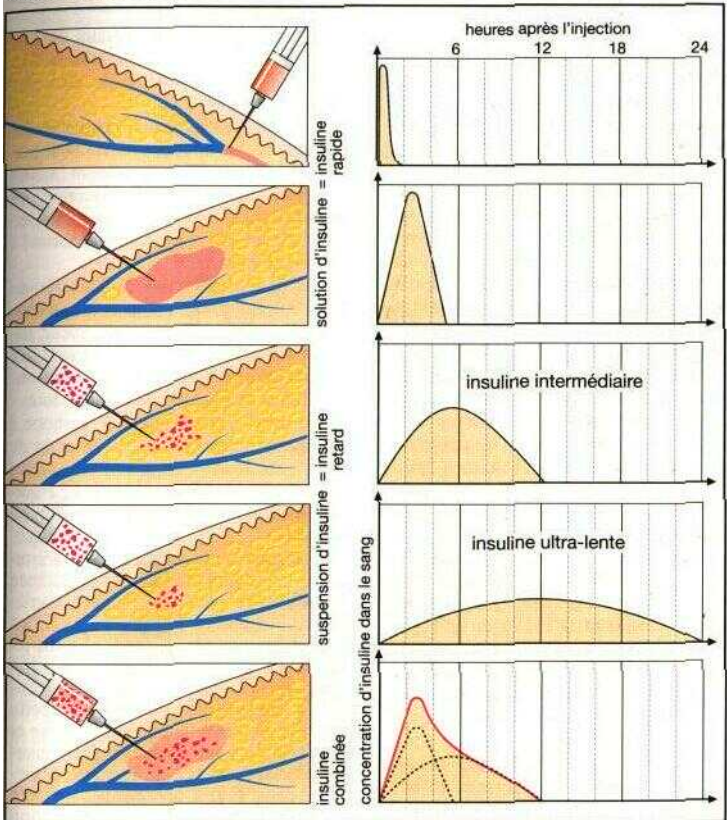 heures après l'injection
6 12 18 24
solution d'insuline = insuline
rapide
insuline intermédiaire
suspension d'insuline = insuline
retard
insuline ultra-lente
concentration d'insuline dans le sang
insuline
combinée